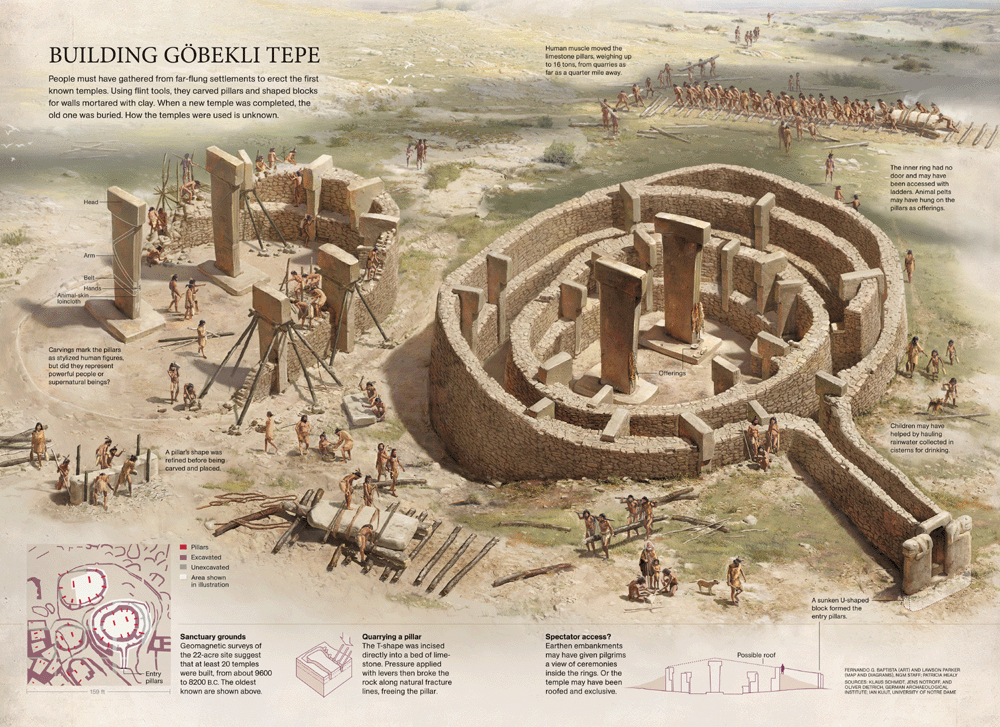 BUILDING GÖBEKLI TEPE
People must have gathered from far-flung settlements to erect the first
known temples. Using flint tools, they carved pillars and shaped blocks
for walls mortared with clay. When a new temple was completed, the
old one was buried. How the temples were used is unknown.
Human muscle moved the
limestone pillars, weighing up
to 16 tons, from quarries as
far as a quarter mile away.
The inner ring had no
door and may have
been accessed with
ladders. Animal pelts
may have hung on the
pillars as offerings.
Head
Arm
Belt
Hands
Animal-skin
loincloth
Carvings mark the pillars
as stylized human figures,
but did they represent
powerful people or
supernatural beings?
Offerings
Children may have
helped by hauling
rainwater collected in
cisterns for drinking.
A pillar's shape was
refined before being
carved and placed.
Pillars
Excavated
Unexcavated
Area shown
in illustration
Entry
pillars
159 ft
A sunken U-shaped
block formed the
entry pillars.
Sanctuary grounds
Geomagnetic surveys of
the 22-acre site suggest
that at least 20 temples
were built, from about 9600
to 8200 B.C. The oldest
known are shown above.
Quarrying a pillar
The T-shape was incised
directly into a bed of lime-
stone. Pressure applied
with levers then broke the
rock along natural fracture
lines, freeing the pillar.
Spectator access?
Earthen embankments
may have given pilgrims
a view of ceremonies
inside the rings. Or the
temple may have been
roofed and exclusive.
Possible roof
FERNANDO G. BAPTISTA (ART) AND LAWSON PARKER
(MAP AND DIAGRAMS), NGM STAFF; PATRICIA HEALY
SOURCES: KLAUS SCHMIDT, JENS NOTROFF, AND
OLIVER DIETRICH, GERMAN ARCHAEOLOGICAL
INSTITUTE; IAN KUIJT, UNIVERSITY OF NOTRE DAME